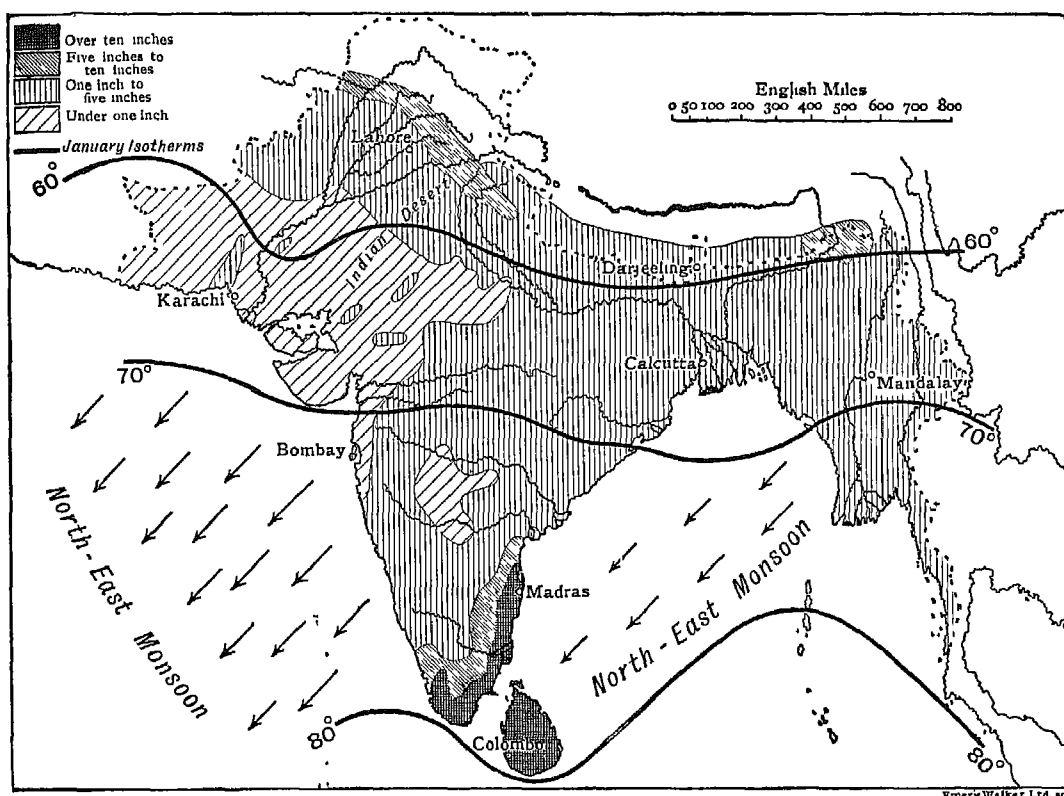 Over ten inches
Five inches to
ten inches
One inch to
five inches
Under one inch
January Isotherms
English Miles
0 50 100 200 300 400 500 600 700 800
60°
60°
Lahore
Indian Desert
Darjeeling
Karachi
Calcutta
Mandalay
70°
70°
Bombay
North-East Monsoon
Madras
North-East Monsoon
80°
80°
Colombo